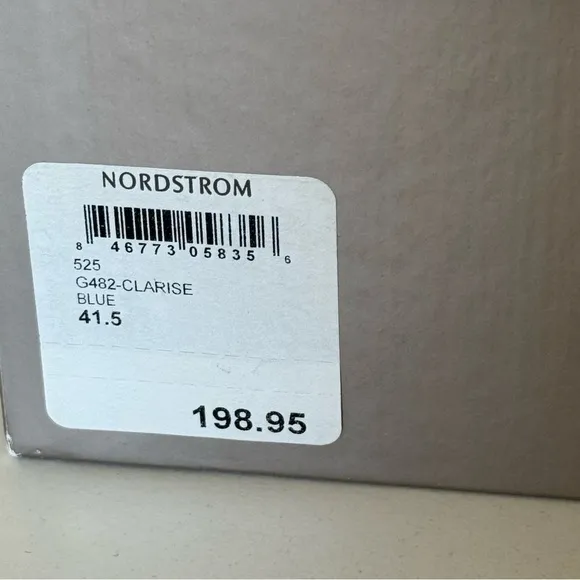 NORDSTROM
8 46773 05835 6
525
G482-CLARISE
BLUE
41.5
198.95